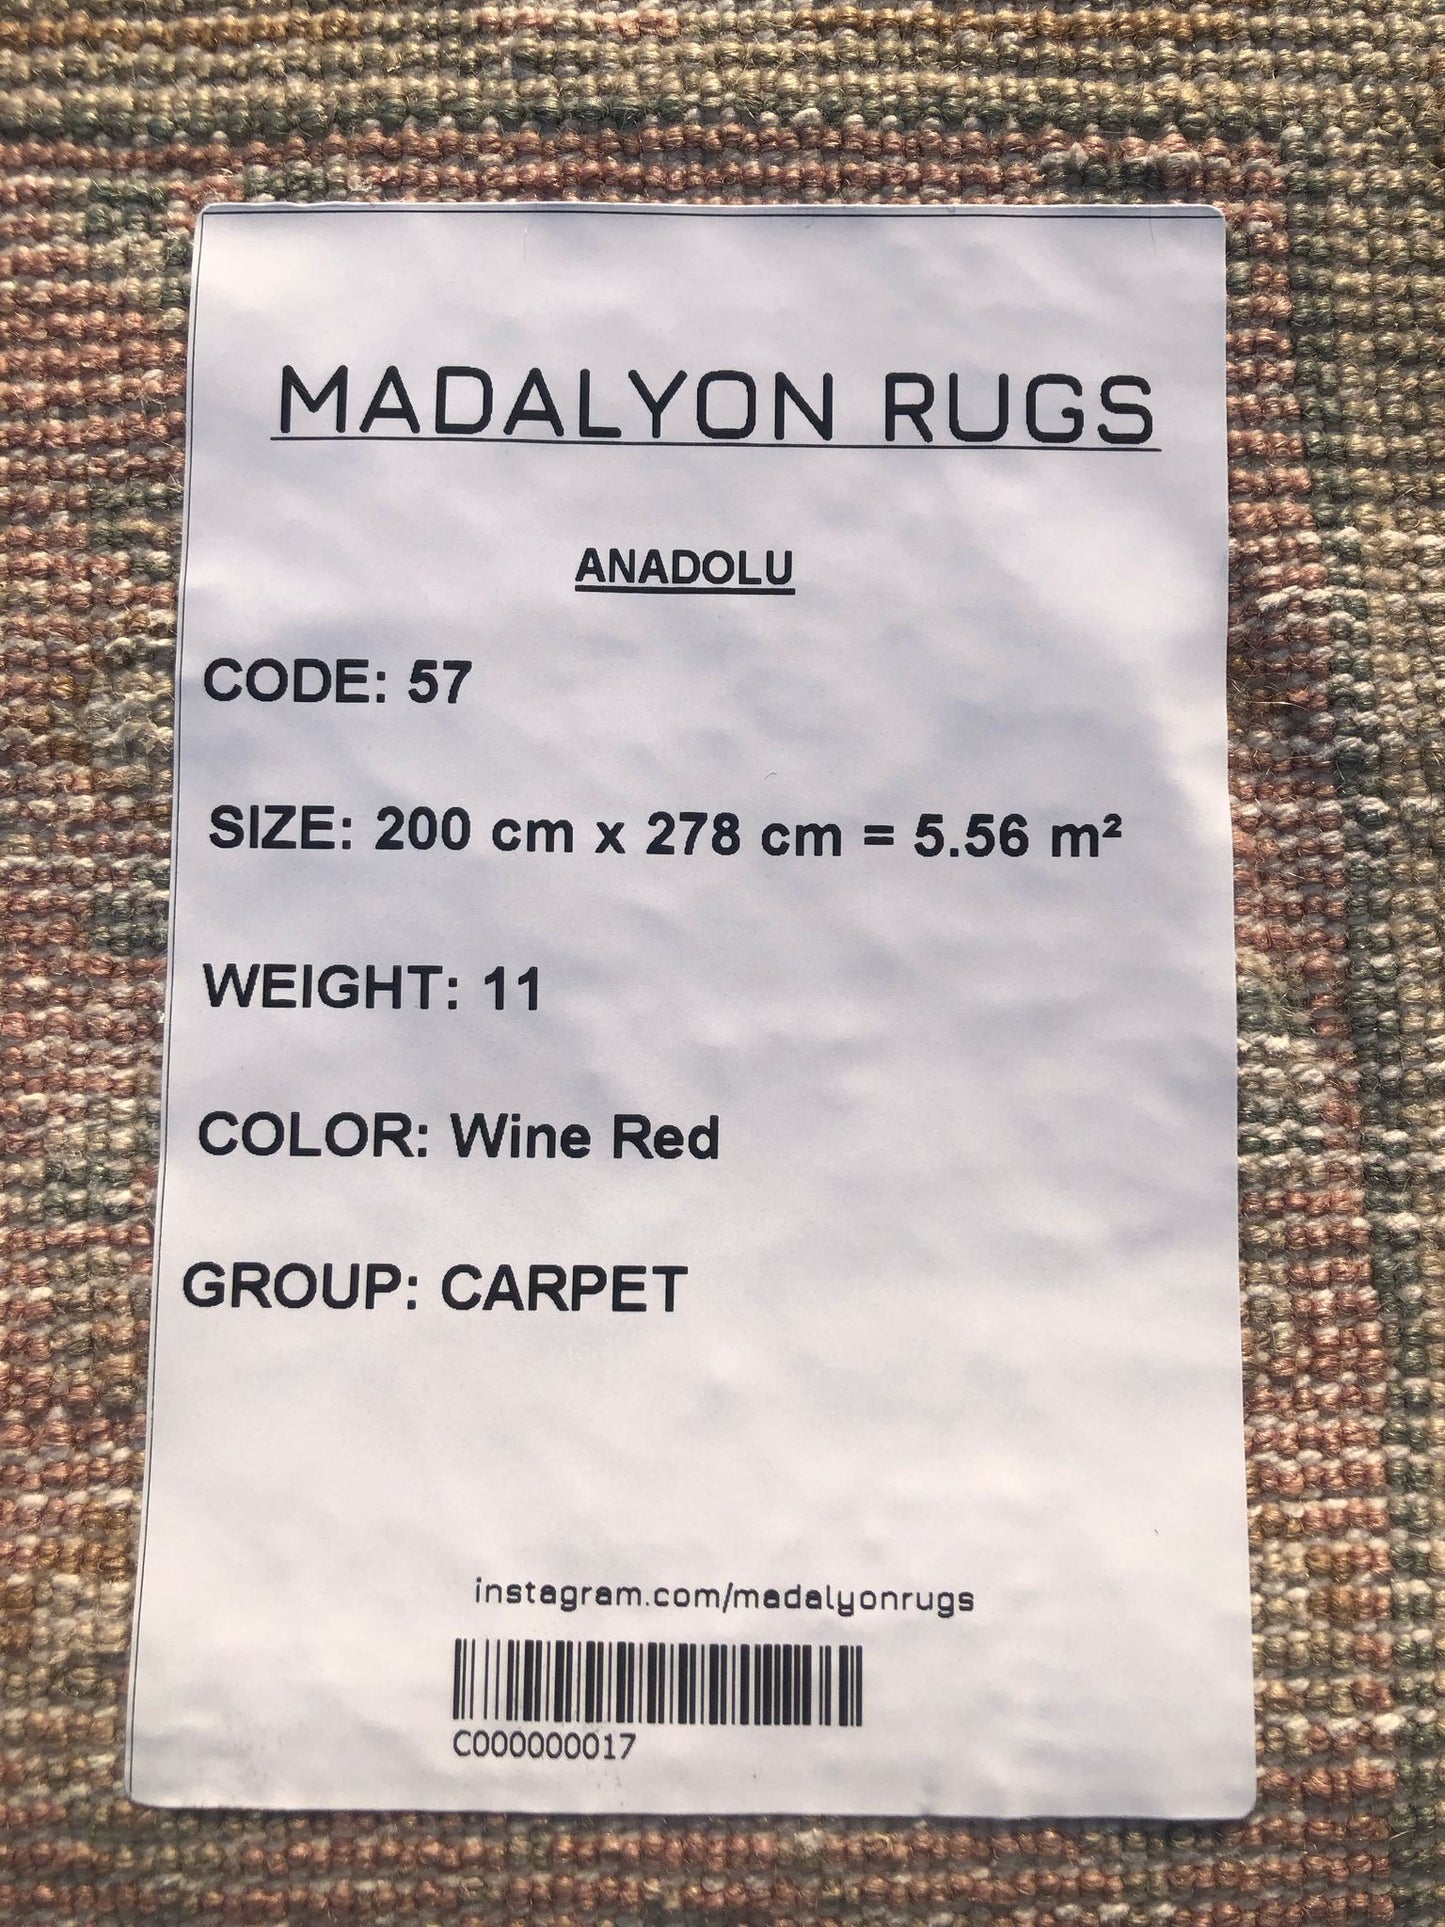 MADALYON RUGS
ANADOLU
CODE: 57
SIZE: 200 cm x 278 cm = 5.56 m²
WEIGHT: 11
COLOR: Wine Red
GROUP: CARPET
instagram.com/madalyonrugs
C000000017